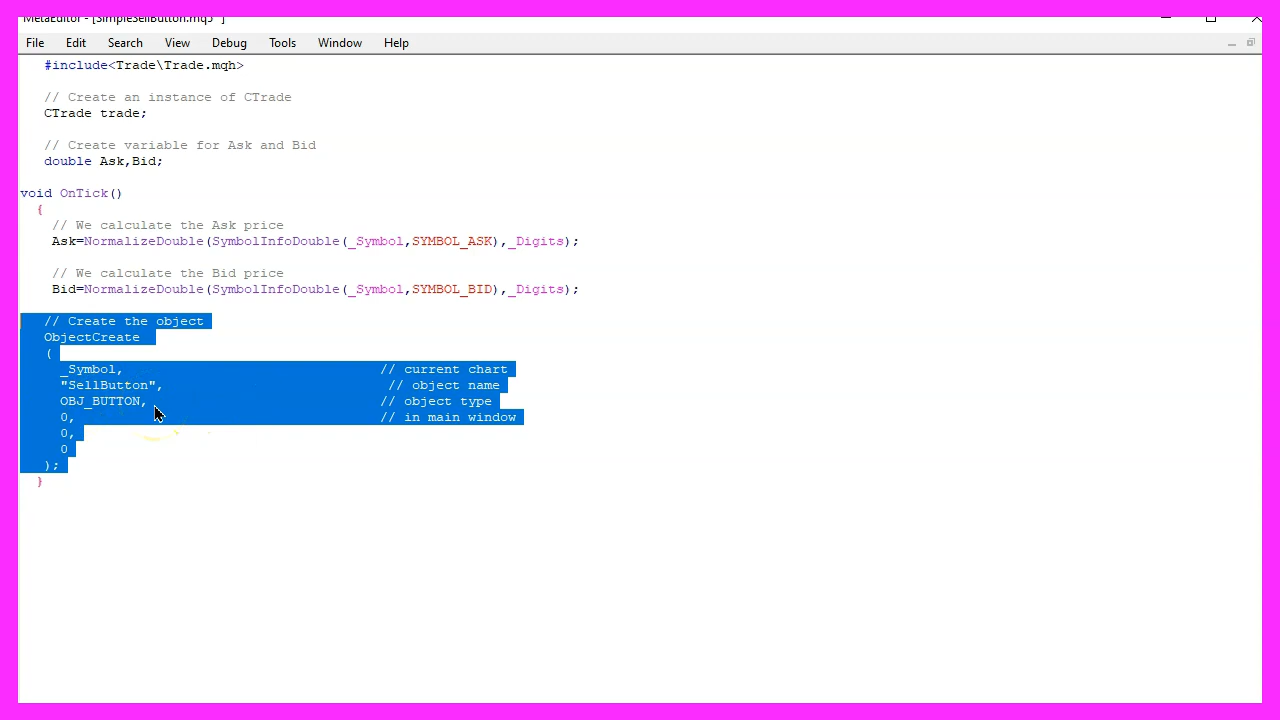 MetaEditor - [SimpleSellButton.mq5 *]
File Edit Search View Debug Tools Window Help
#include<Trade\Trade.mqh>
// Create an instance of CTrade
CTrade trade;
// Create variable for Ask and Bid
double Ask,Bid;
void OnTick()
{
// We calculate the Ask price
Ask=NormalizeDouble(SymbolInfoDouble(_Symbol,SYMBOL_ASK),_Digits);
// We calculate the Bid price
Bid=NormalizeDouble(SymbolInfoDouble(_Symbol,SYMBOL_BID),_Digits);
// Create the object
ObjectCreate
(
_Symbol, // current chart
"SellButton", // object name
OBJ_BUTTON, // object type
0, // in main window
0,
0
);
}